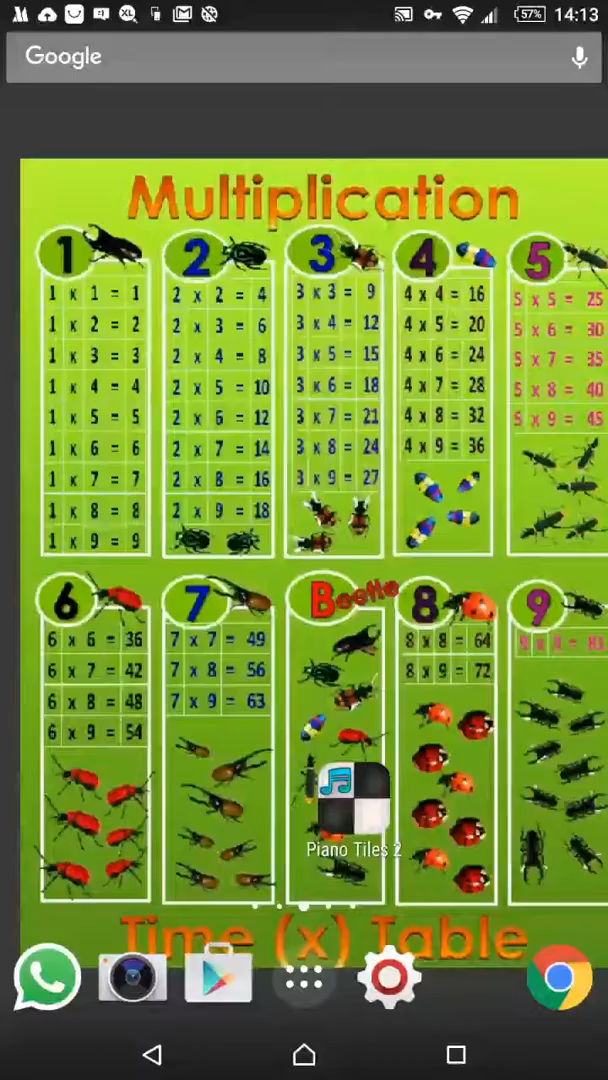 57% 14:13
Google
Multiplication
1 2 3 4 5
1 x 1 = 1
1 x 2 = 2
1 x 3 = 3
1 x 4 = 4
1 x 5 = 5
1 x 6 = 6
1 x 7 = 7
1 x 8 = 8
1 x 9 = 9
2 x 2 = 4
2 x 3 = 6
2 x 4 = 8
2 x 5 = 10
2 x 6 = 12
2 x 7 = 14
2 x 8 = 16
2 x 9 = 18
3 x 3 = 9
3 x 4 = 12
3 x 5 = 15
3 x 6 = 18
3 x 7 = 21
3 x 8 = 24
3 x 9 = 27
4 x 4 = 16
4 x 5 = 20
4 x 6 = 24
4 x 7 = 28
4 x 8 = 32
4 x 9 = 36
5 x 5 = 25
5 x 6 = 30
5 x 7 = 35
5 x 8 = 40
5 x 9 = 45
6 7 Beetle 8 9
6 x 6 = 36
6 x 7 = 42
6 x 8 = 48
6 x 9 = 54
7 x 7 = 49
7 x 8 = 56
7 x 9 = 63
8 x 8 = 64
8 x 9 = 72
9 x 9 = 81
Piano Tiles 2
Time (x) Table